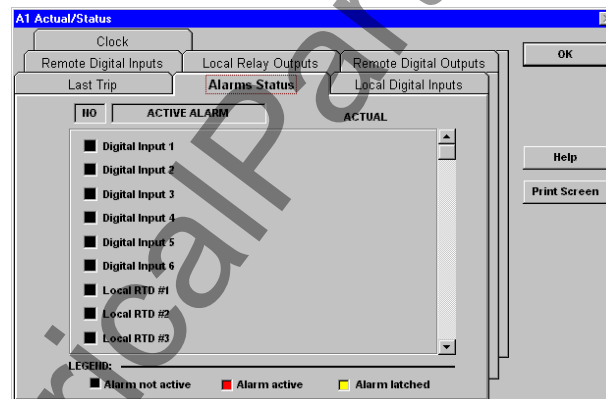 A1 Actual/Status
Clock
Remote Digital Inputs
Local Relay Outputs
Remote Digital Outputs
Last Trip
Alarms Status
Local Digital Inputs
NO
ACTIVE ALARM
ACTUAL
Digital Input 1
Digital Input 2
Digital Input 3
Digital Input 4
Digital Input 5
Digital Input 6
Local RTD #1
Local RTD #2
Local RTD #3
LEGEND:
Alarm not active
Alarm active
Alarm latched
OK
Help
Print Screen